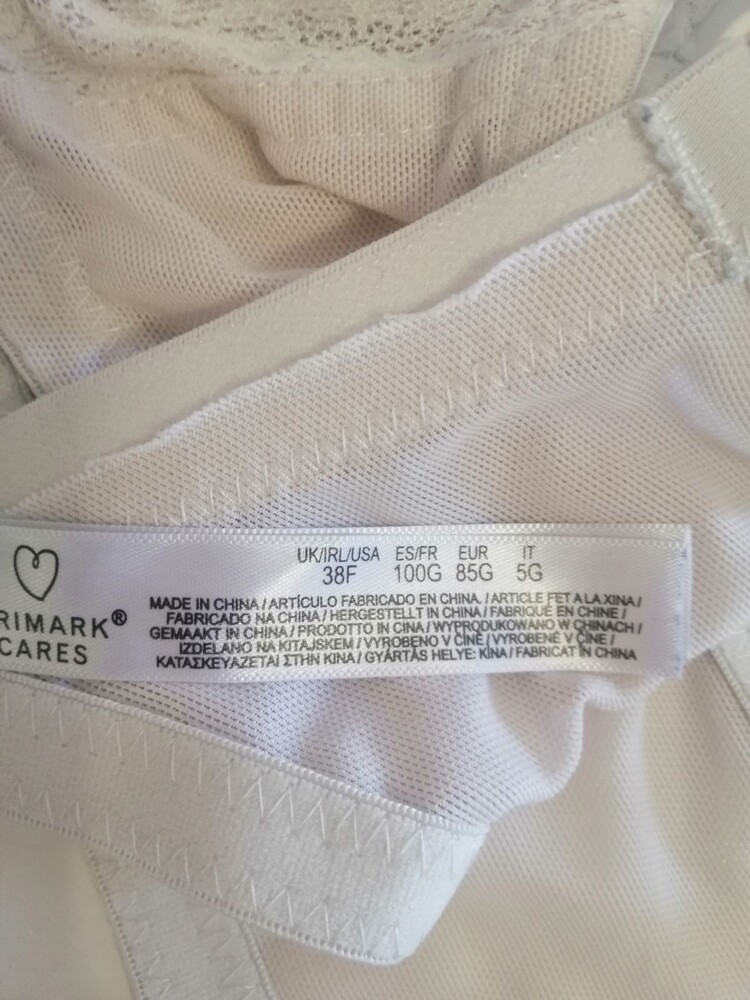 UK/IRL/USA ES/FR EUR IT
38F 100G 85G 5G
RIMARK®
CARES
MADE IN CHINA / ARTÍCULO FABRICADO EN CHINA. / ARTICLE FET A LA XINA /
FABRICADO NA CHINA / HERGESTELLT IN CHINA / FABRIQUÉ EN CHINE /
GEMAAKT IN CHINA / PRODOTTO IN CINA / WYPRODUKOWANO W CHINACH /
IZDELANO NA KITAJSKEM / VYROBENO V ČÍNĚ / VYROBENÉ V ČÍNE /
ΚΑΤΑΣΚΕΥΑΖΕΤΑΙ ΣΤΗΝ ΚΙΝΑ / GYÁRTÁS HELYE: KÍNA / FABRICAT ÎN CHINA